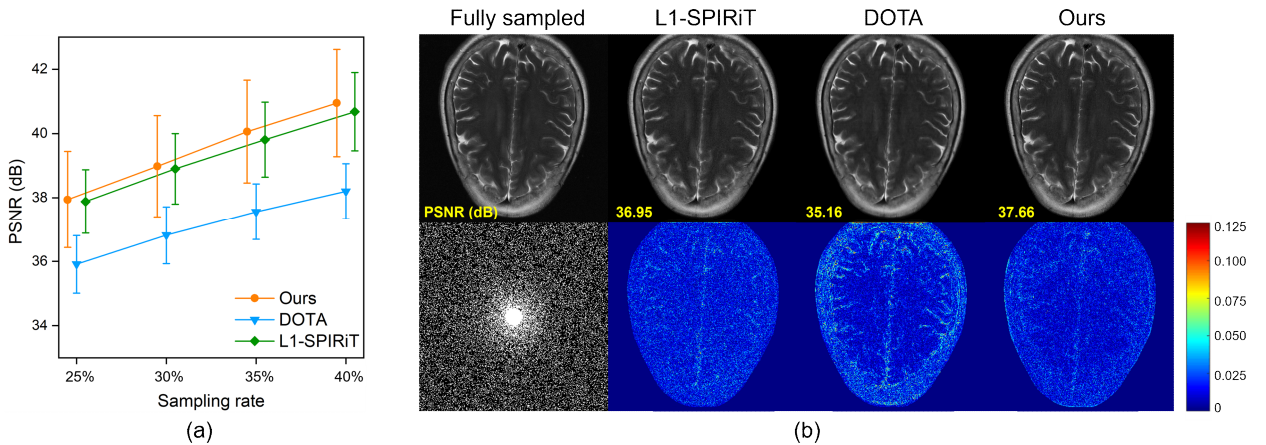 Fully sampled L1-SPIRiT DOTA Ours
42
40
38
36
34
PSNR (dB)
Ours
DOTA
L1-SPIRiT
25% 30% 35% 40%
Sampling rate
(a)
PSNR (dB) 36.95 35.16 37.66
0.125
0.100
0.075
0.050
0.025
0
(b)